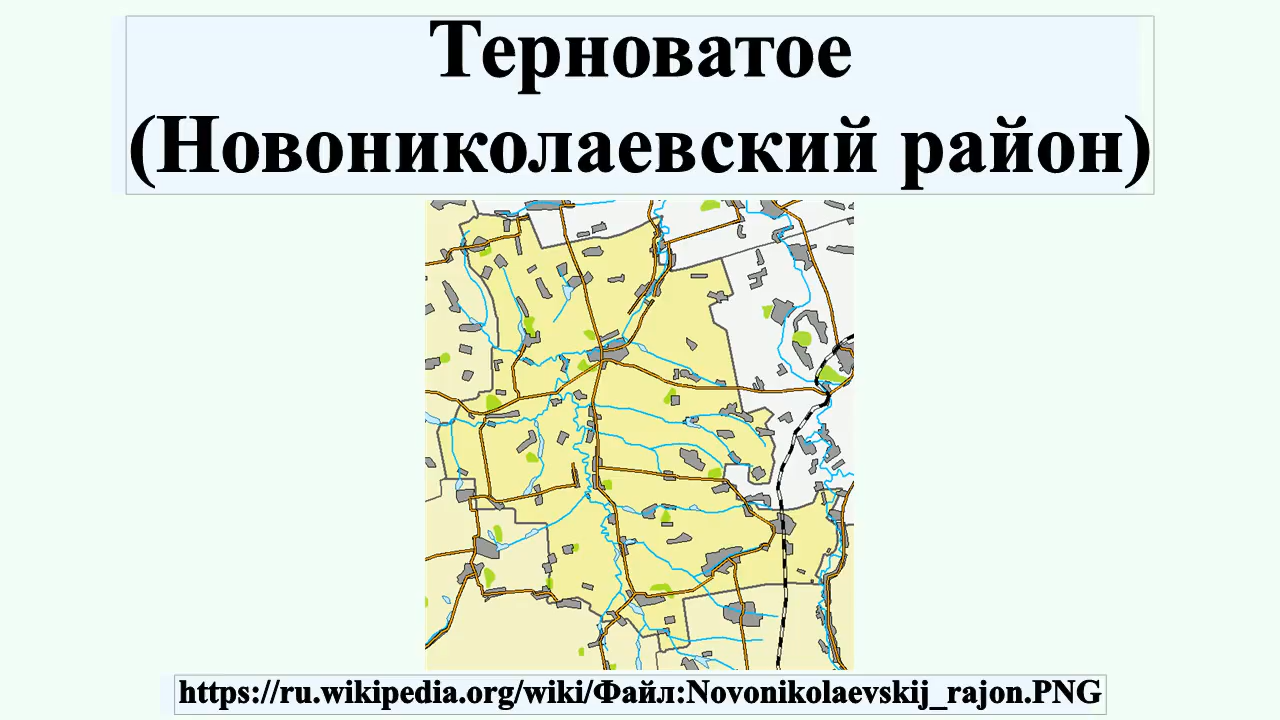 Терноватое
(Новониколаевский район)
https://ru.wikipedia.org/wiki/Файл:Novonikolaevskij_rajon.PNG